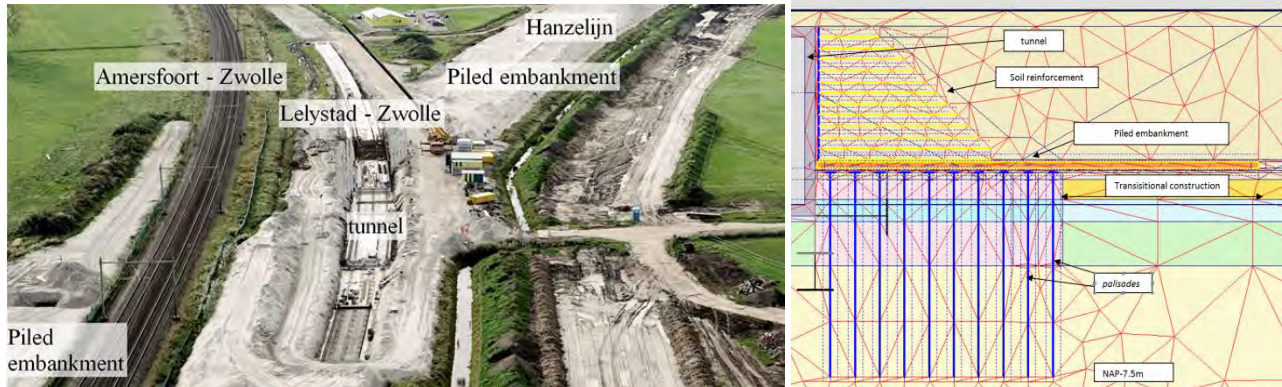 Hanzelijn
Amersfoort - Zwolle
Piled embankment
Lelystad - Zwolle
tunnel
Piled
embankment
tunnel
Soil reinforcement
Piled embankment
Transisitional construction
palisades
NAP-7.5m